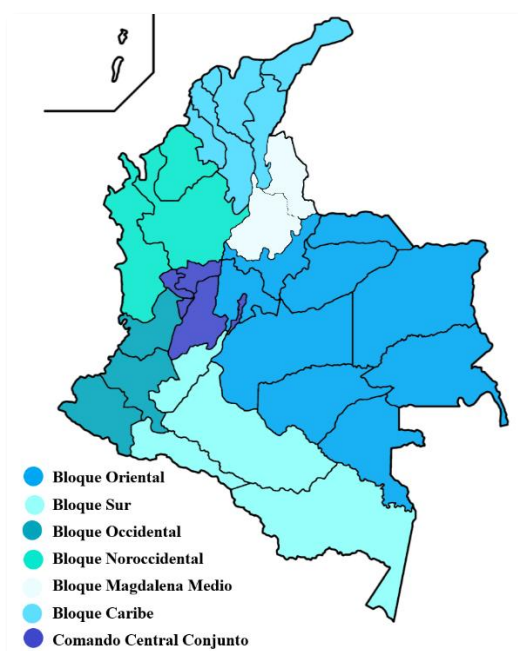 Bloque Oriental
Bloque Sur
Bloque Occidental
Bloque Noroccidental
Bloque Magdalena Medio
Bloque Caribe
Comando Central Conjunto